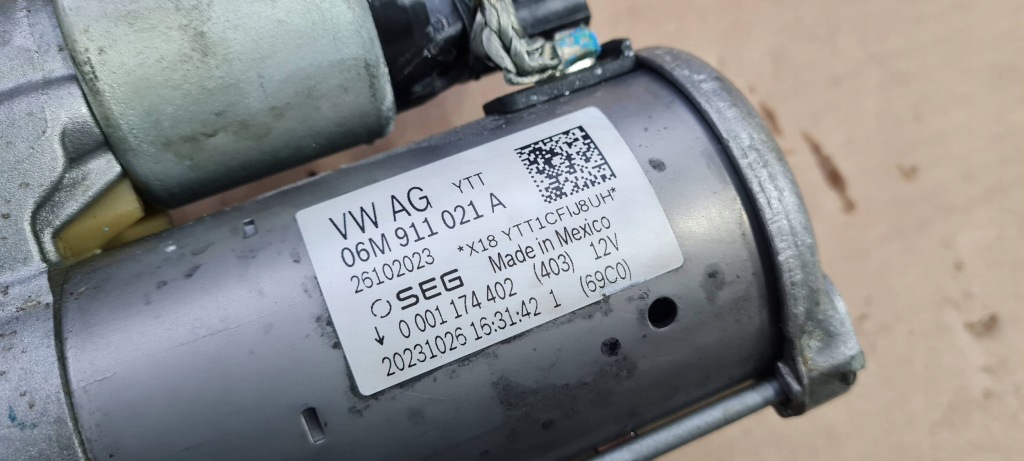 VW AG YTT
06M 911 021 A
26102023 *X18 YTT1CFIJ8UH*
SEG Made in Mexico
0 001 174 402 (403) 12V
20231026 16:31:42 1 (69C0)